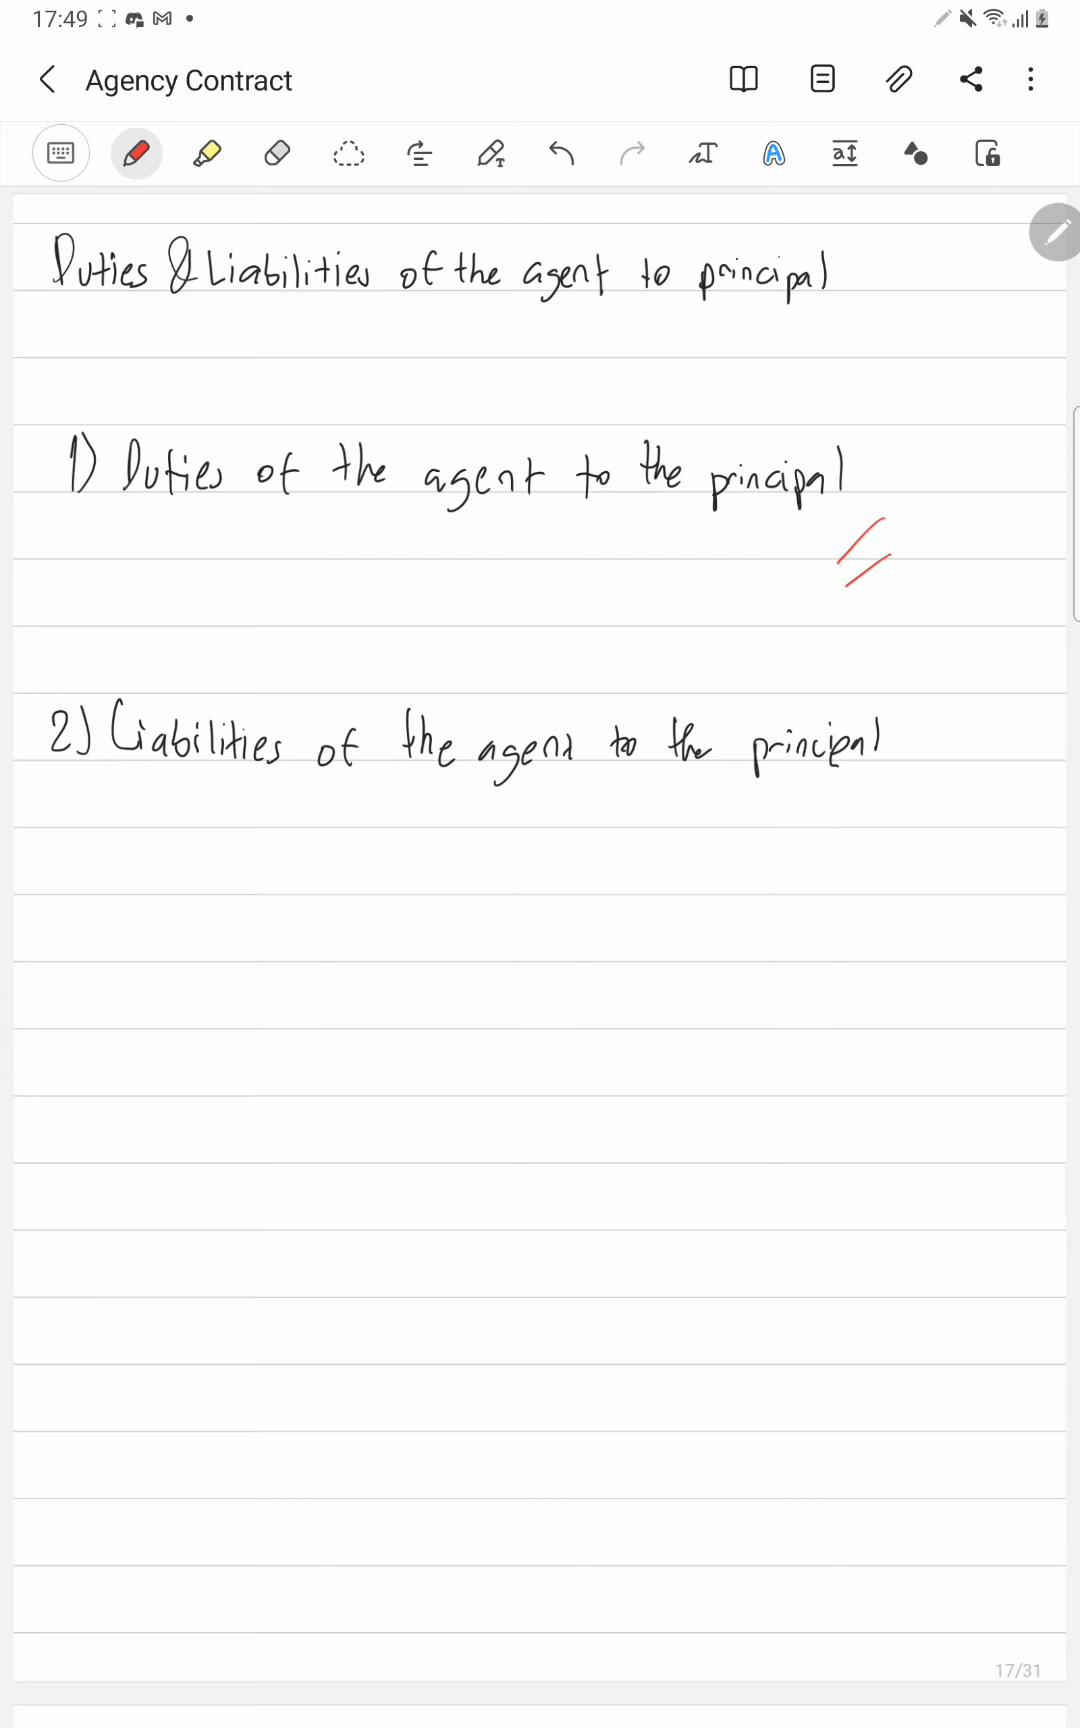 17:49
Agency Contract
Duties & Liabilities of the agent to principal
1) Duties of the agent to the principal
2) Liabilities of the agent to the principal
17/31